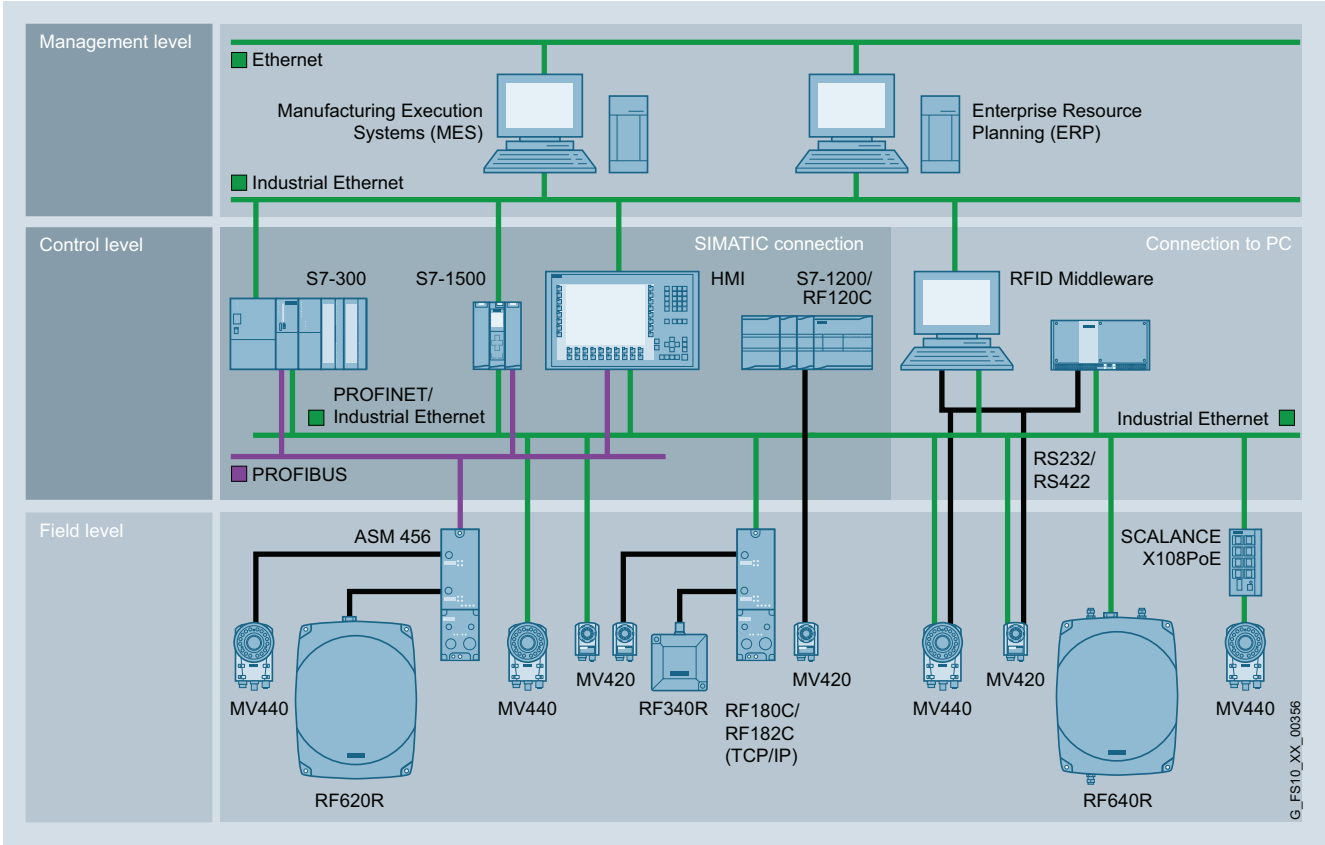 Management level
Ethernet
Manufacturing Execution
Systems (MES)
Enterprise Resource
Planning (ERP)
Industrial Ethernet
Control level
SIMATIC connection
Connection to PC
S7-300
S7-1500
HMI
S7-1200/
RF120C
RFID Middleware
PROFINET/
Industrial Ethernet
Industrial Ethernet
PROFIBUS
RS232/
RS422
Field level
ASM 456
SCALANCE
X108PoE
MV440
RF620R
MV440
MV420
RF340R
RF180C/
RF182C
(TCP/IP)
MV420
MV440
MV420
RF640R
MV440
G_FS10_XX_00356